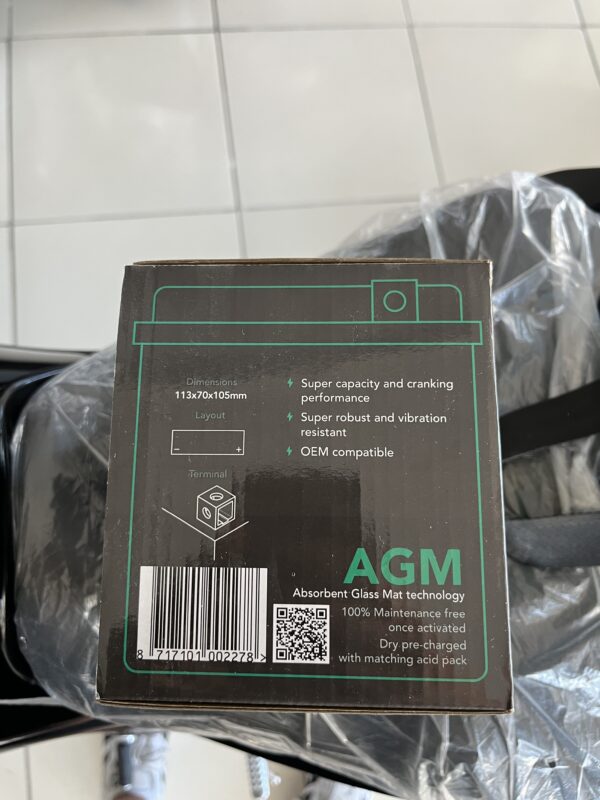 Dimensions
113x70x105mm
Layout
- +
Terminal
Super capacity and cranking
performance
Super robust and vibration
resistant
OEM compatible
AGM
Absorbent Glass Mat technology
100% Maintenance free
once activated
Dry pre-charged
with matching acid pack
8 717101 002278 >